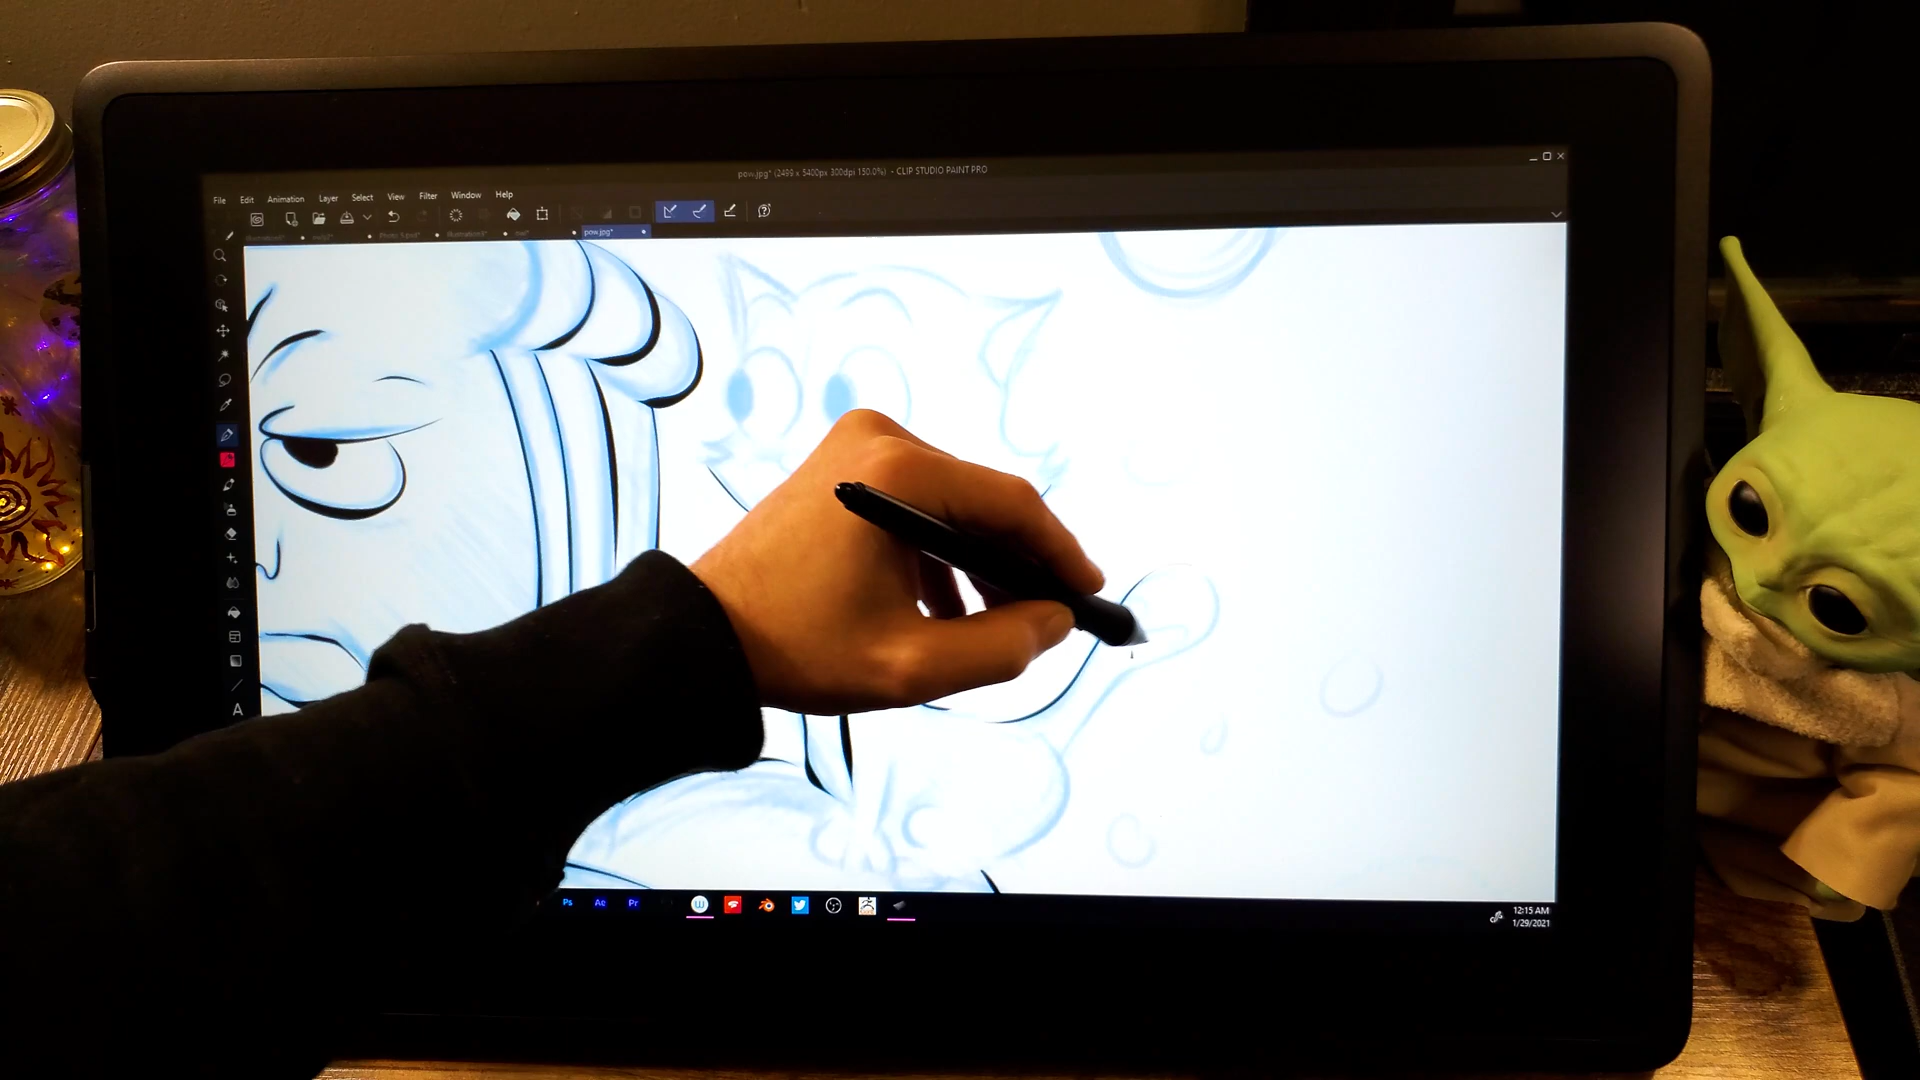 pow.jpg* (2499 x 5400px 300dpi 150.0%) - CLIP STUDIO PAINT PRO
File Edit Animation Layer Select View Filter Window Help
pow.jpg*
A
Ps Ae Pr
12:15 AM
1/29/2021